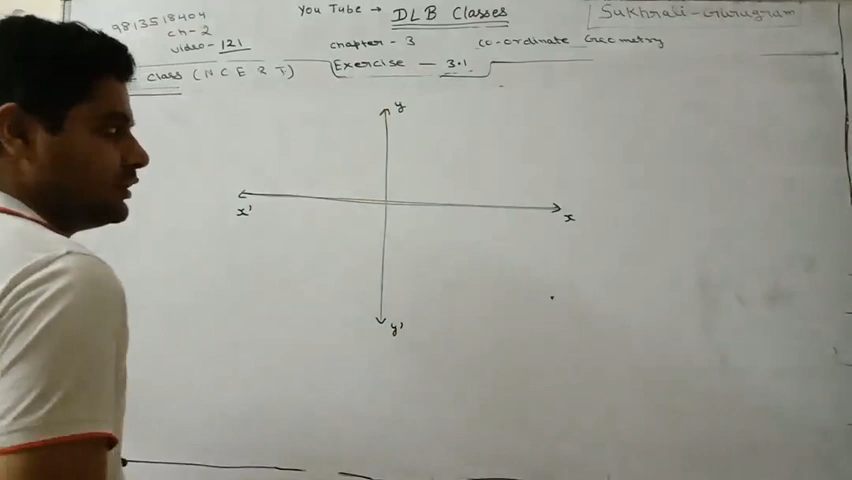 9813518404
You Tube → DLB Classes
Sukhrali - Gurugram
ch-2
video- 121
chapter - 3
Co-ordinate Geometry
class (NCERT)
Exercise — 3.1
y
x'
x
y'